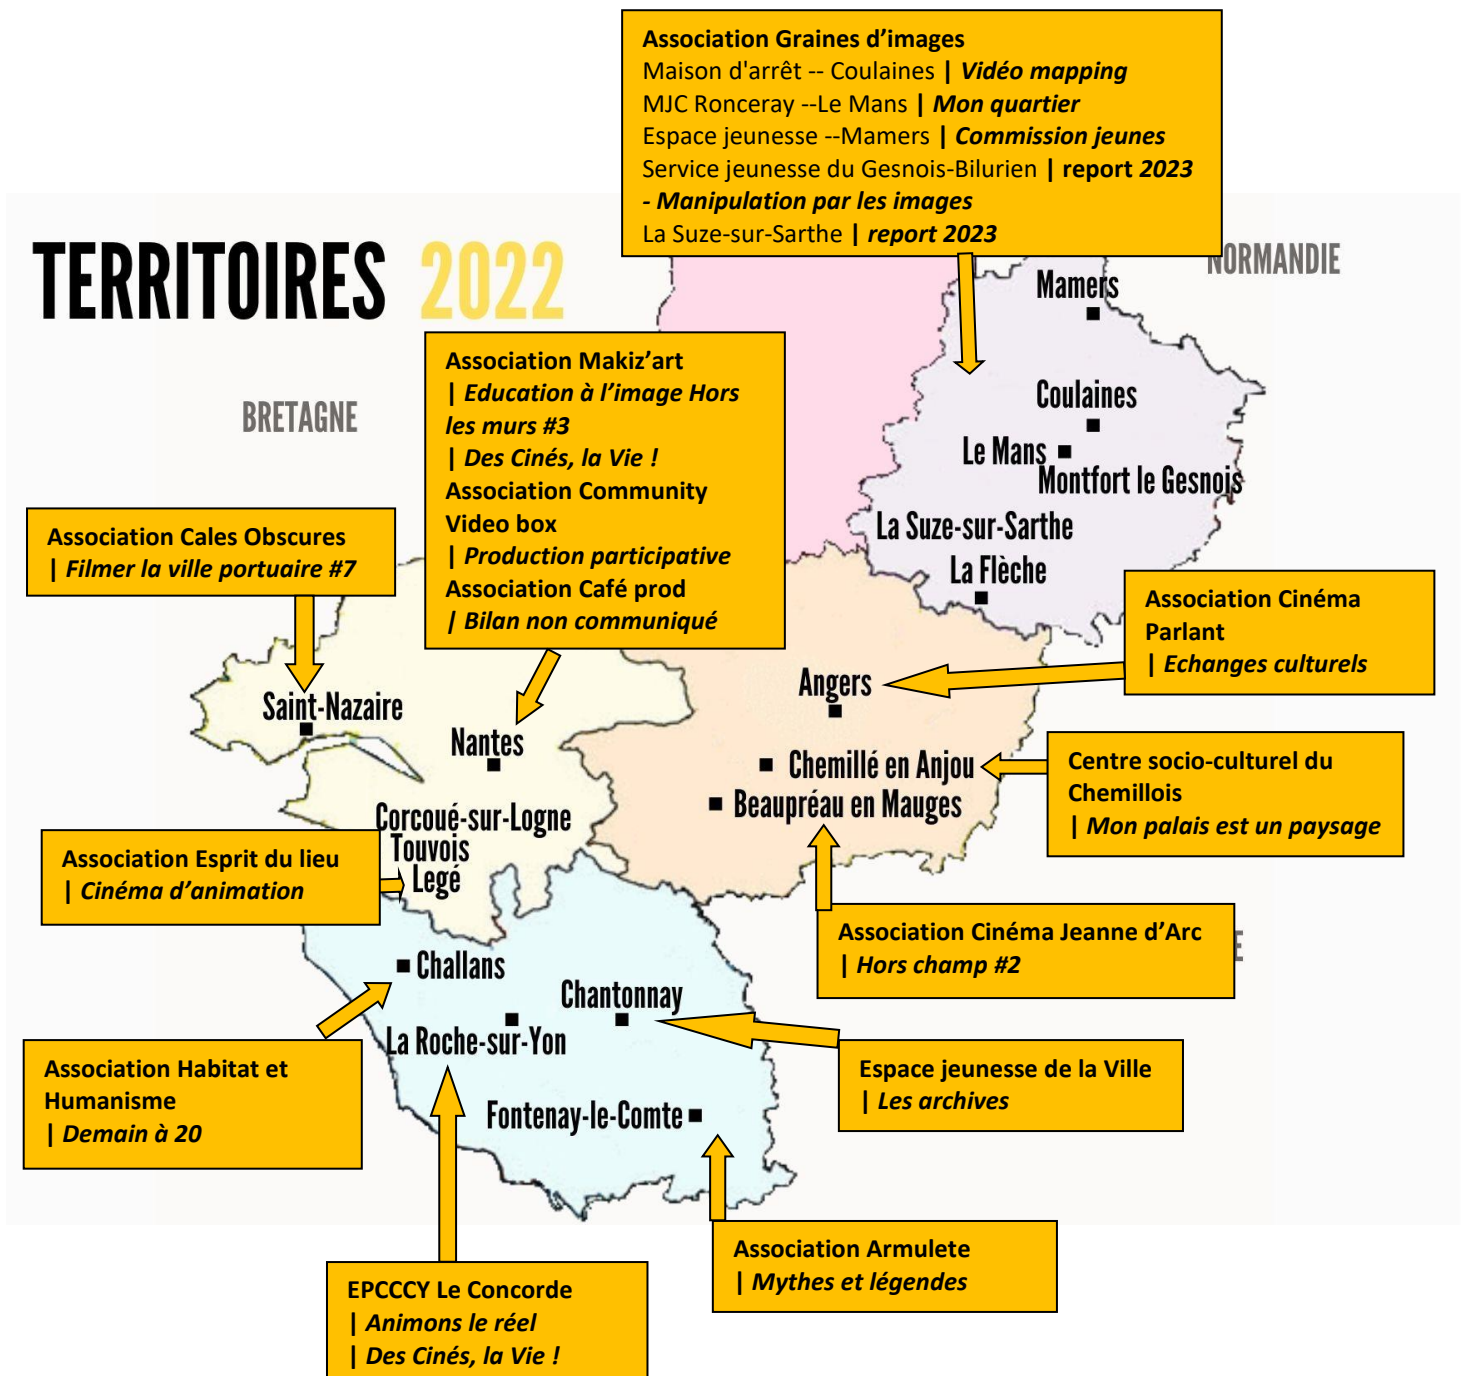 Association Graines d'images
Maison d'arrêt -- Coulaines | Vidéo mapping
MJC Ronceray --Le Mans | Mon quartier
Espace jeunesse --Mamers | Commission jeunes
Service jeunesse du Gesnois-Bilurien | report 2023
- Manipulation par les images
La Suze-sur-Sarthe | report 2023
TERRITOIRES 2022
NORMANDIE
Mamers
BRETAGNE
Association Makiz'art
| Education à l'image Hors
les murs #3
| Des Cinés, la Vie !
Association Community
Video box
| Production participative
Association Café prod
| Bilan non communiqué
Coulaines
Le Mans
Montfort le Gesnois
La Suze-sur-Sarthe
La Flèche
Association Cales Obscures
| Filmer la ville portuaire #7
Association Cinéma
Parlant
| Echanges culturels
Saint-Nazaire
Nantes
Angers
Chemillé en Anjou
Beaupréau en Mauges
Centre socio-culturel du
Chemillois
| Mon palais est un paysage
Corcoué-sur-Logne
Touvois
Legé
Association Esprit du lieu
| Cinéma d'animation
Association Cinéma Jeanne d'Arc
| Hors champ #2
E
Challans
Chantonnay
La Roche-sur-Yon
Fontenay-le-Comte
Association Habitat et
Humanisme
| Demain à 20
Espace jeunesse de la Ville
| Les archives
Association Armulete
| Mythes et légendes
EPCCCY Le Concorde
| Animons le réel
| Des Cinés, la Vie !